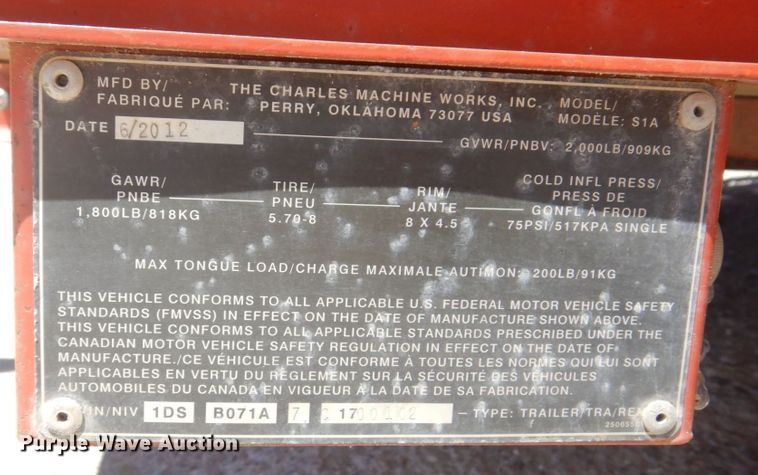 MFD BY/ THE CHARLES MACHINE WORKS, INC. MODEL/
FABRIQUÉ PAR: PERRY, OKLAHOMA 73077 USA MODÈLE: S1A
DATE 6/2012 GVWR/PNBV: 2,000LB/909KG
GAWR/ TIRE/ RIM/ COLD INFL PRESS/
PNBE PNEU JANTE PRESS DE
1,800LB/818KG 5.70-8 8 X 4.5 GONFL À FROID
75PSI/517KPA SINGLE
MAX TONGUE LOAD/CHARGE MAXIMALE AUTIMON: 200LB/91KG
THIS VEHICLE CONFORMS TO ALL APPLICABLE U.S. FEDERAL MOTOR VEHICLE SAFETY
STANDARDS (FMVSS) IN EFFECT ON THE DATE OF MANUFACTURE SHOWN ABOVE.
THIS VEHICLE CONFORMS TO ALL APPLICABLE STANDARDS PRESCRIBED UNDER THE
CANADIAN MOTOR VEHICLE SAFETY REGULATION IN EFFECT ON THE DATE OF
MANUFACTURE./CE VÉHICULE EST CONFORME À TOUTES LES NORMES QUI LUI SONT
APPLICABLES EN VERTU DU RÈGLEMENT SUR LA SÉCURITÉ DES VÉHICULES
AUTOMOBILES DU CANADA EN VIGUEUR À LA DATE DE SA FABRICATION.
VIN/NIV 1DS B071A 7 TYPE: TRAILER/TRA/REM
Purple Wave Auction